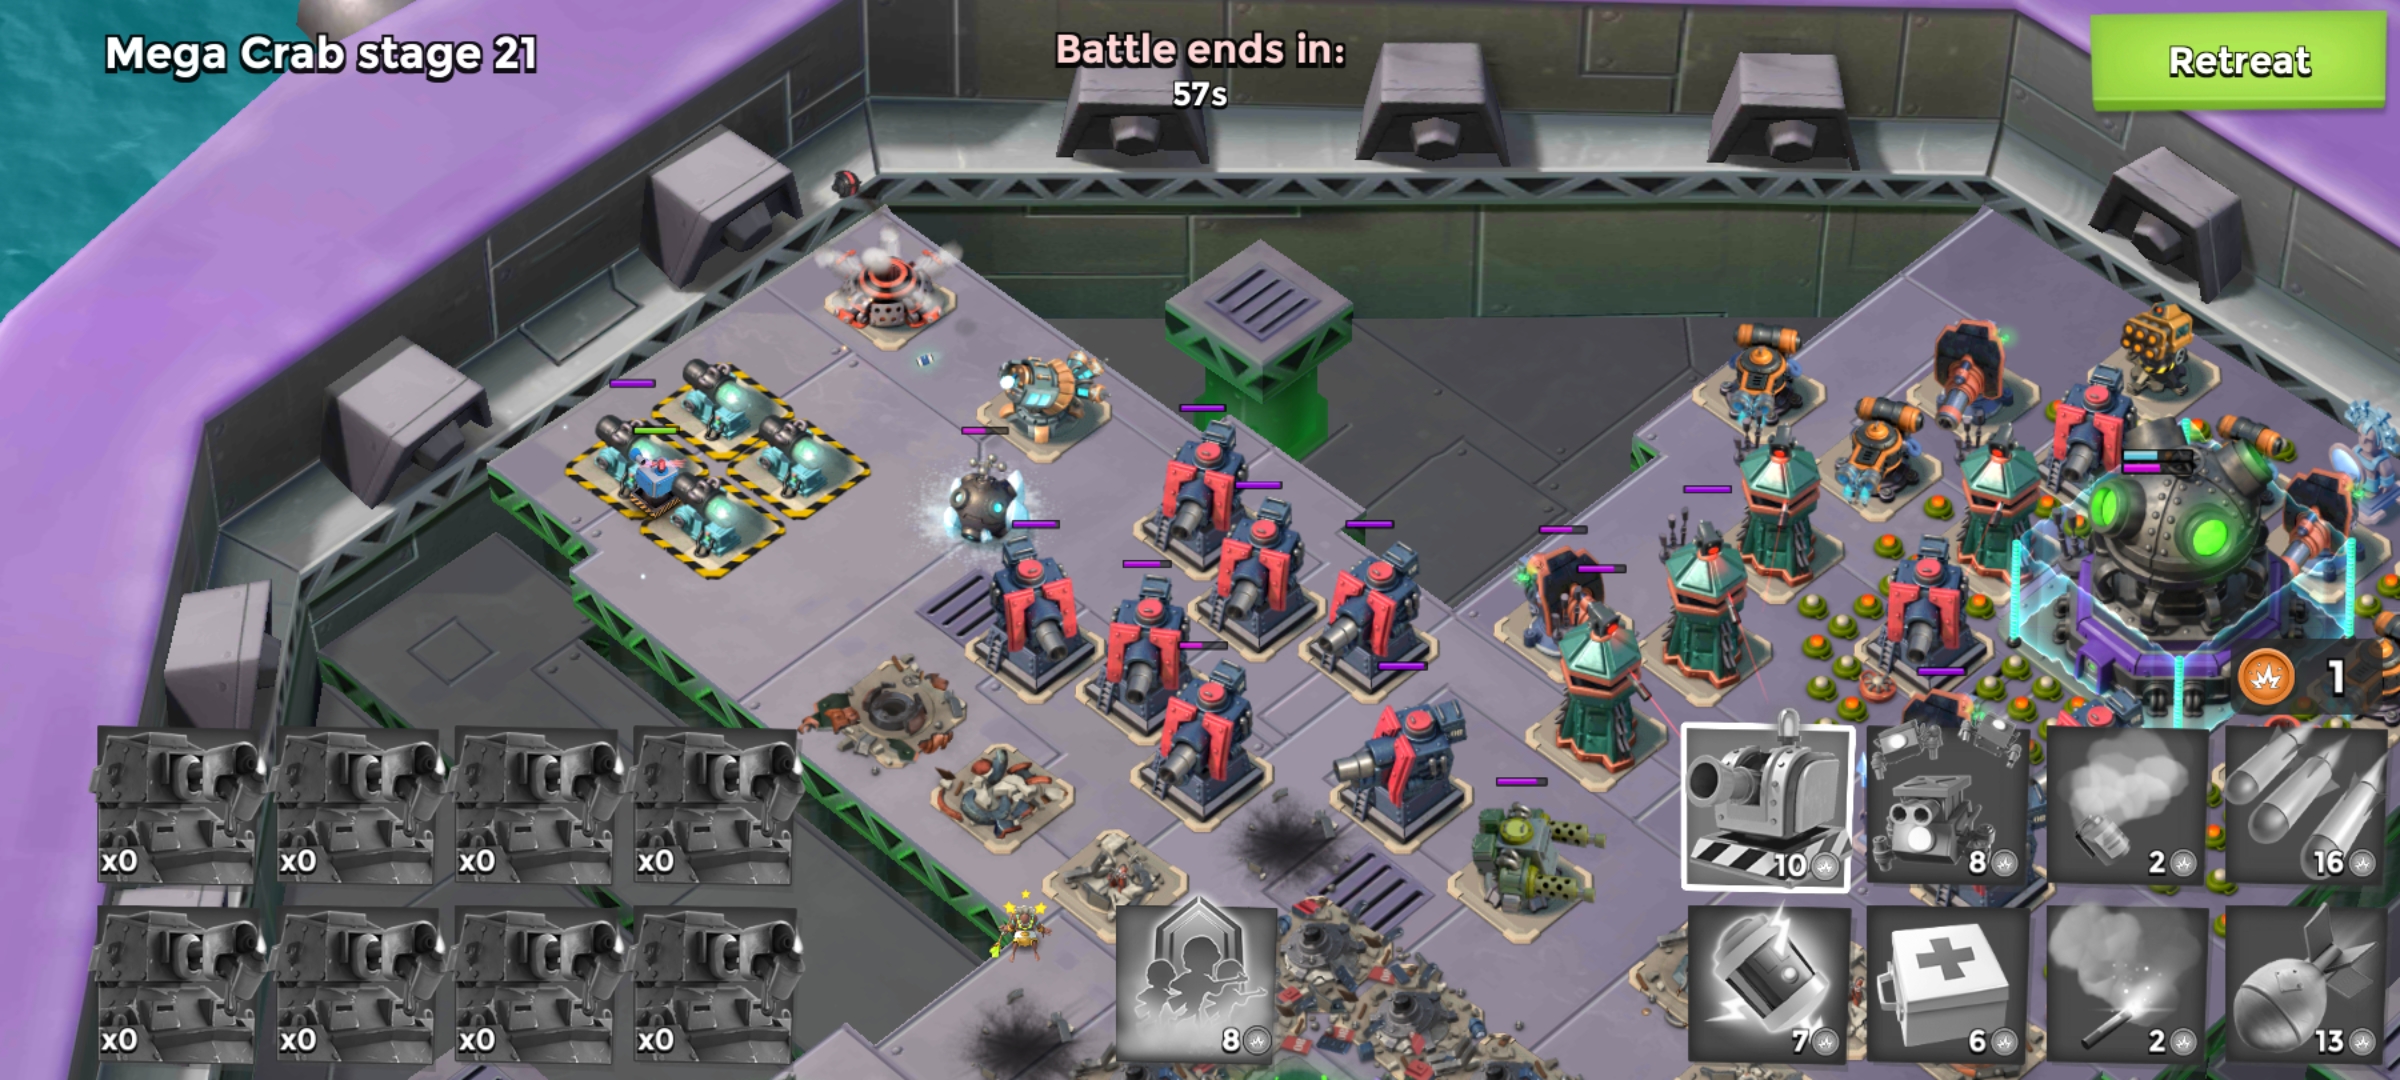 Mega Crab stage 21
Battle ends in:
57s
Retreat
1
x0 x0 x0 x0
10 8 2 16
x0 x0 x0 x0
8
7 6 2 13